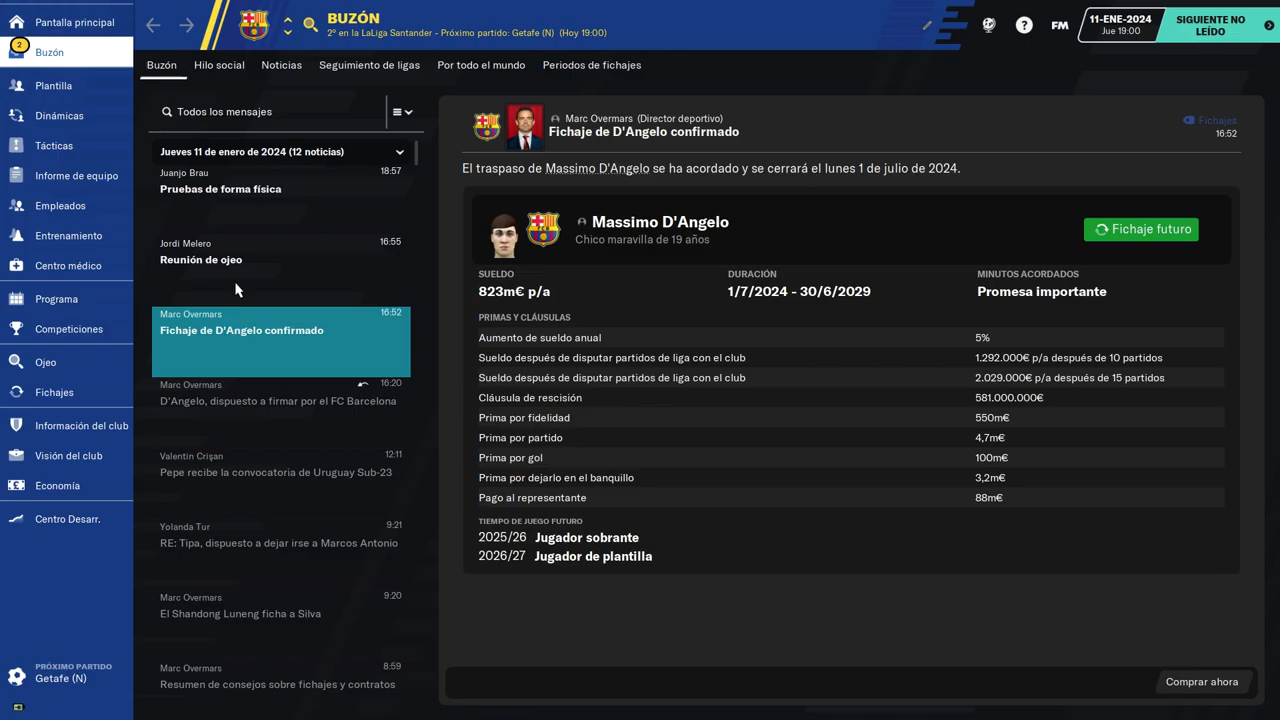 Pantalla principal
2
Buzón
Plantilla
Dinámicas
Tácticas
Informe de equipo
Empleados
Entrenamiento
Centro médico
Programa
Competiciones
Ojeo
Fichajes
Información del club
Visión del club
Economía
Centro Desarr.
PRÓXIMO PARTIDO
Getafe (N)
BUZÓN
2º en la LaLiga Santander - Próximo partido: Getafe (N) (Hoy 19:00)
?
FM
11-ENE-2024
Jue 19:00
SIGUIENTE NO
LEÍDO
Buzón
Hilo social
Noticias
Seguimiento de ligas
Por todo el mundo
Periodos de fichajes
Todos los mensajes
Jueves 11 de enero de 2024 (12 noticias)
Juanjo Brau 18:57
Pruebas de forma física
Jordi Melero 16:55
Reunión de ojeo
Marc Overmars 16:52
Fichaje de D'Angelo confirmado
Marc Overmars 16:20
D'Angelo, dispuesto a firmar por el FC Barcelona
Valentin Crişan 12:11
Pepe recibe la convocatoria de Uruguay Sub-23
Yolanda Tur 9:21
RE: Tipa, dispuesto a dejar irse a Marcos Antonio
Marc Overmars 9:20
El Shandong Luneng ficha a Silva
Marc Overmars 8:59
Resumen de consejos sobre fichajes y contratos
Marc Overmars (Director deportivo)
Fichaje de D'Angelo confirmado
Fichajes
16:52
El traspaso de Massimo D'Angelo se ha acordado y se cerrará el lunes 1 de julio de 2024.
Massimo D'Angelo
Chico maravilla de 19 años
Fichaje futuro
SUELDO DURACIÓN MINUTOS ACORDADOS
823m€ p/a 1/7/2024 - 30/6/2029 Promesa importante
PRIMAS Y CLÁUSULAS
Aumento de sueldo anual 5%
Sueldo después de disputar partidos de liga con el club 1.292.000€ p/a después de 10 partidos
Sueldo después de disputar partidos de liga con el club 2.029.000€ p/a después de 15 partidos
Cláusula de rescisión 581.000.000€
Prima por fidelidad 550m€
Prima por partido 4,7m€
Prima por gol 100m€
Prima por dejarlo en el banquillo 3,2m€
Pago al representante 88m€
TIEMPO DE JUEGO FUTURO
2025/26 Jugador sobrante
2026/27 Jugador de plantilla
Comprar ahora